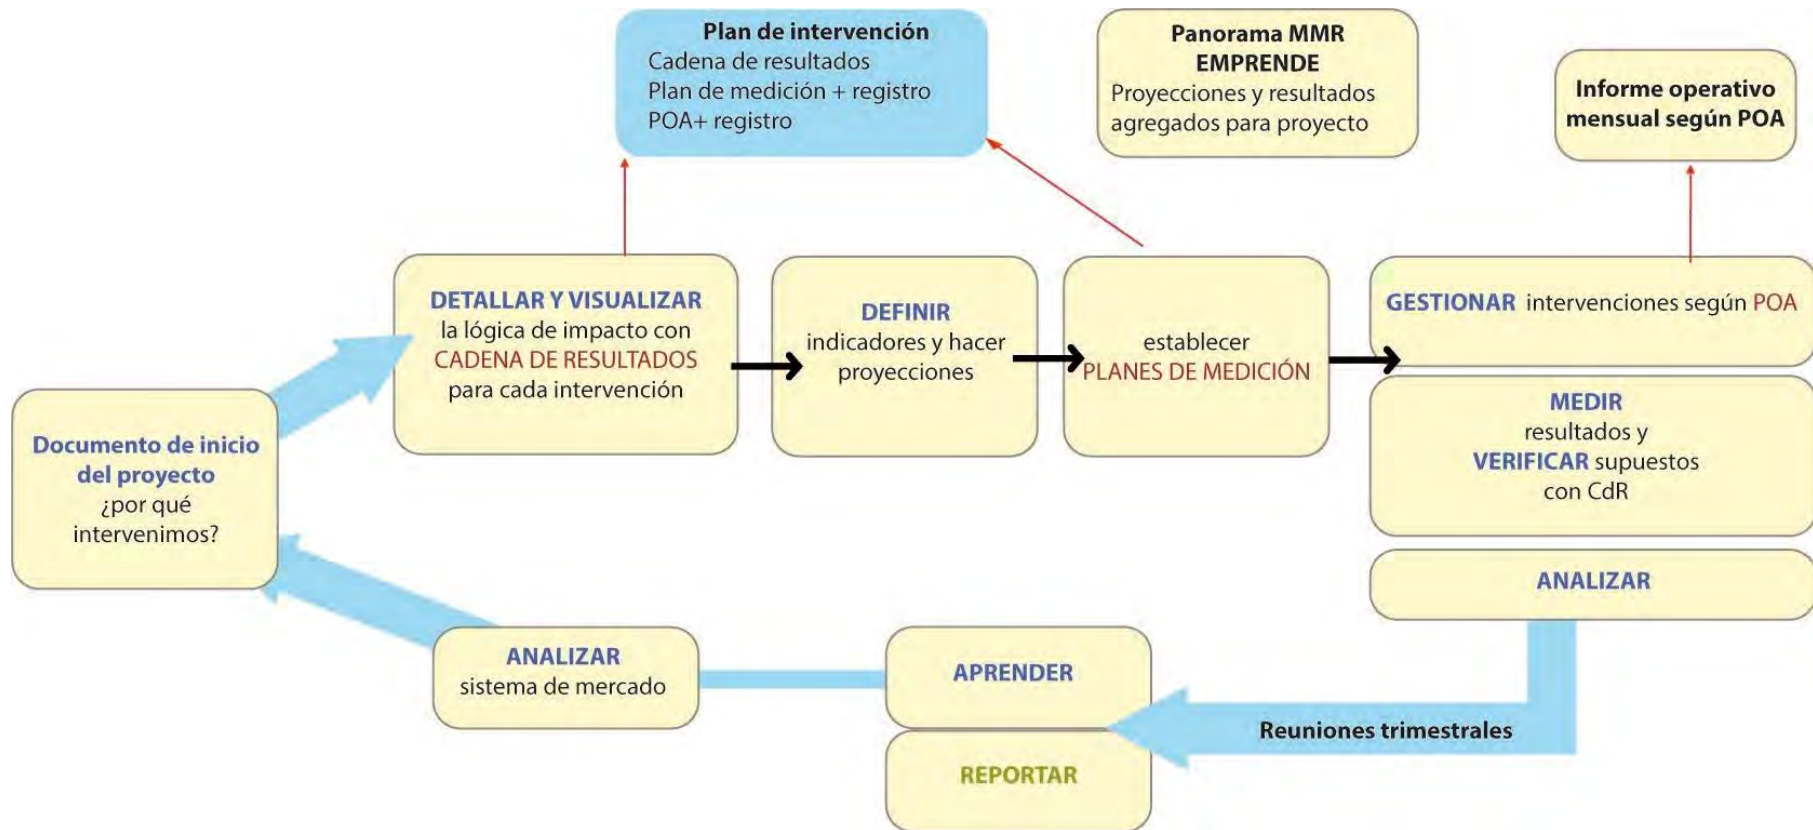 Plan de intervención
Cadena de resultados
Plan de medición + registro
POA+ registro
Panorama MMR
EMPRENDE
Proyecciones y resultados
agregados para proyecto
Informe operativo
mensual según POA
DETALLAR Y VISUALIZAR
la lógica de impacto con
CADENA DE RESULTADOS
para cada intervención
DEFINIR
indicadores y hacer
proyecciones
establecer
PLANES DE MEDICIÓN
GESTIONAR intervenciones según POA
MEDIR
resultados y
VERIFICAR supuestos
con CdR
ANALIZAR
Documento de inicio
del proyecto
¿por qué
intervenimos?
ANALIZAR
sistema de mercado
APRENDER
REPORTAR
Reuniones trimestrales